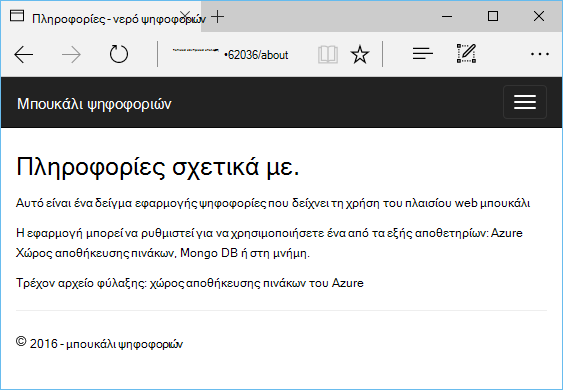 Πληροφορίες - νερό ψηφοφοριών
•62036/about
Μπουκάλι ψηφοφοριών
Πληροφορίες σχετικά με.
Αυτό είναι ένα δείγμα εφαρμογής ψηφοφορίες που δείχνει τη χρήση του πλαισίου web μπουκάλι
Η εφαρμογή μπορεί να ρυθμιστεί για να χρησιμοποιήσετε ένα από τα εξής αποθετηρίων: Azure
Χώρος αποθήκευσης πινάκων, Mongo DB ή στη μνήμη.
Τρέχον αρχείο φύλαξης: χώρος αποθήκευσης πινάκων του Azure
© 2016 - μπουκάλι ψηφοφοριών